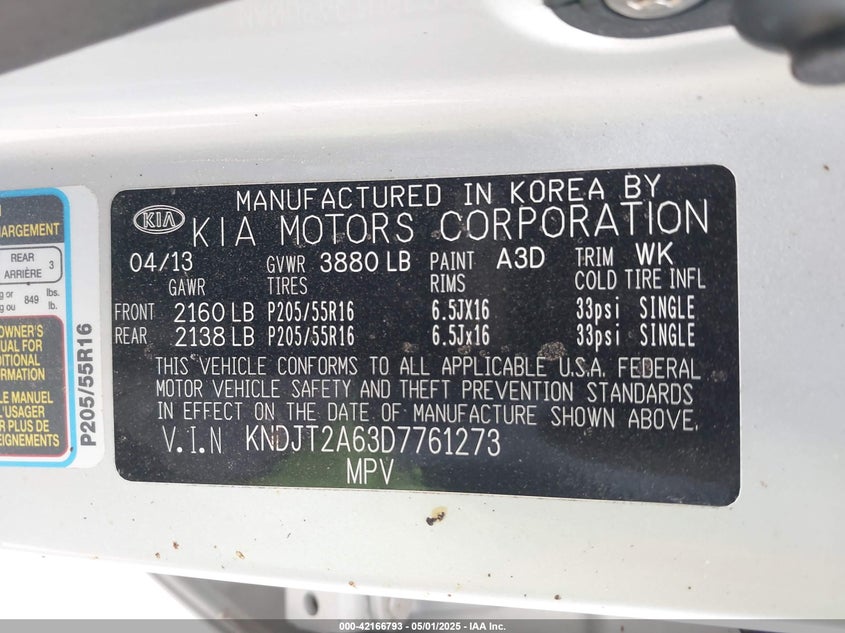 MANUFACTURED IN KOREA BY
KIA
KIA MOTORS CORPORATION
04/13 GVWR 3880 LB PAINT A3D TRIM WK
GAWR TIRES RIMS COLD TIRE INFL
FRONT 2160 LB P205/55R16 6.5JX16 33psi SINGLE
REAR 2138 LB P205/55R16 6.5Jx16 33psi SINGLE
THIS VEHICLE CONFORMS TO ALL APPLICABLE U.S.A. FEDERAL
MOTOR VEHICLE SAFETY AND THEFT PREVENTION STANDARDS
IN EFFECT ON THE DATE OF MANUFACTURE SHOWN ABOVE.
V.I.N KNDJT2A63D7761273
MPV
REAR
ARRIÈRE 3
or 849 lbs.
ou lb.
OWNER'S
FOR
MANUEL
P205/55R16
000-42166793 - 05/01/2025 - IAA Inc.